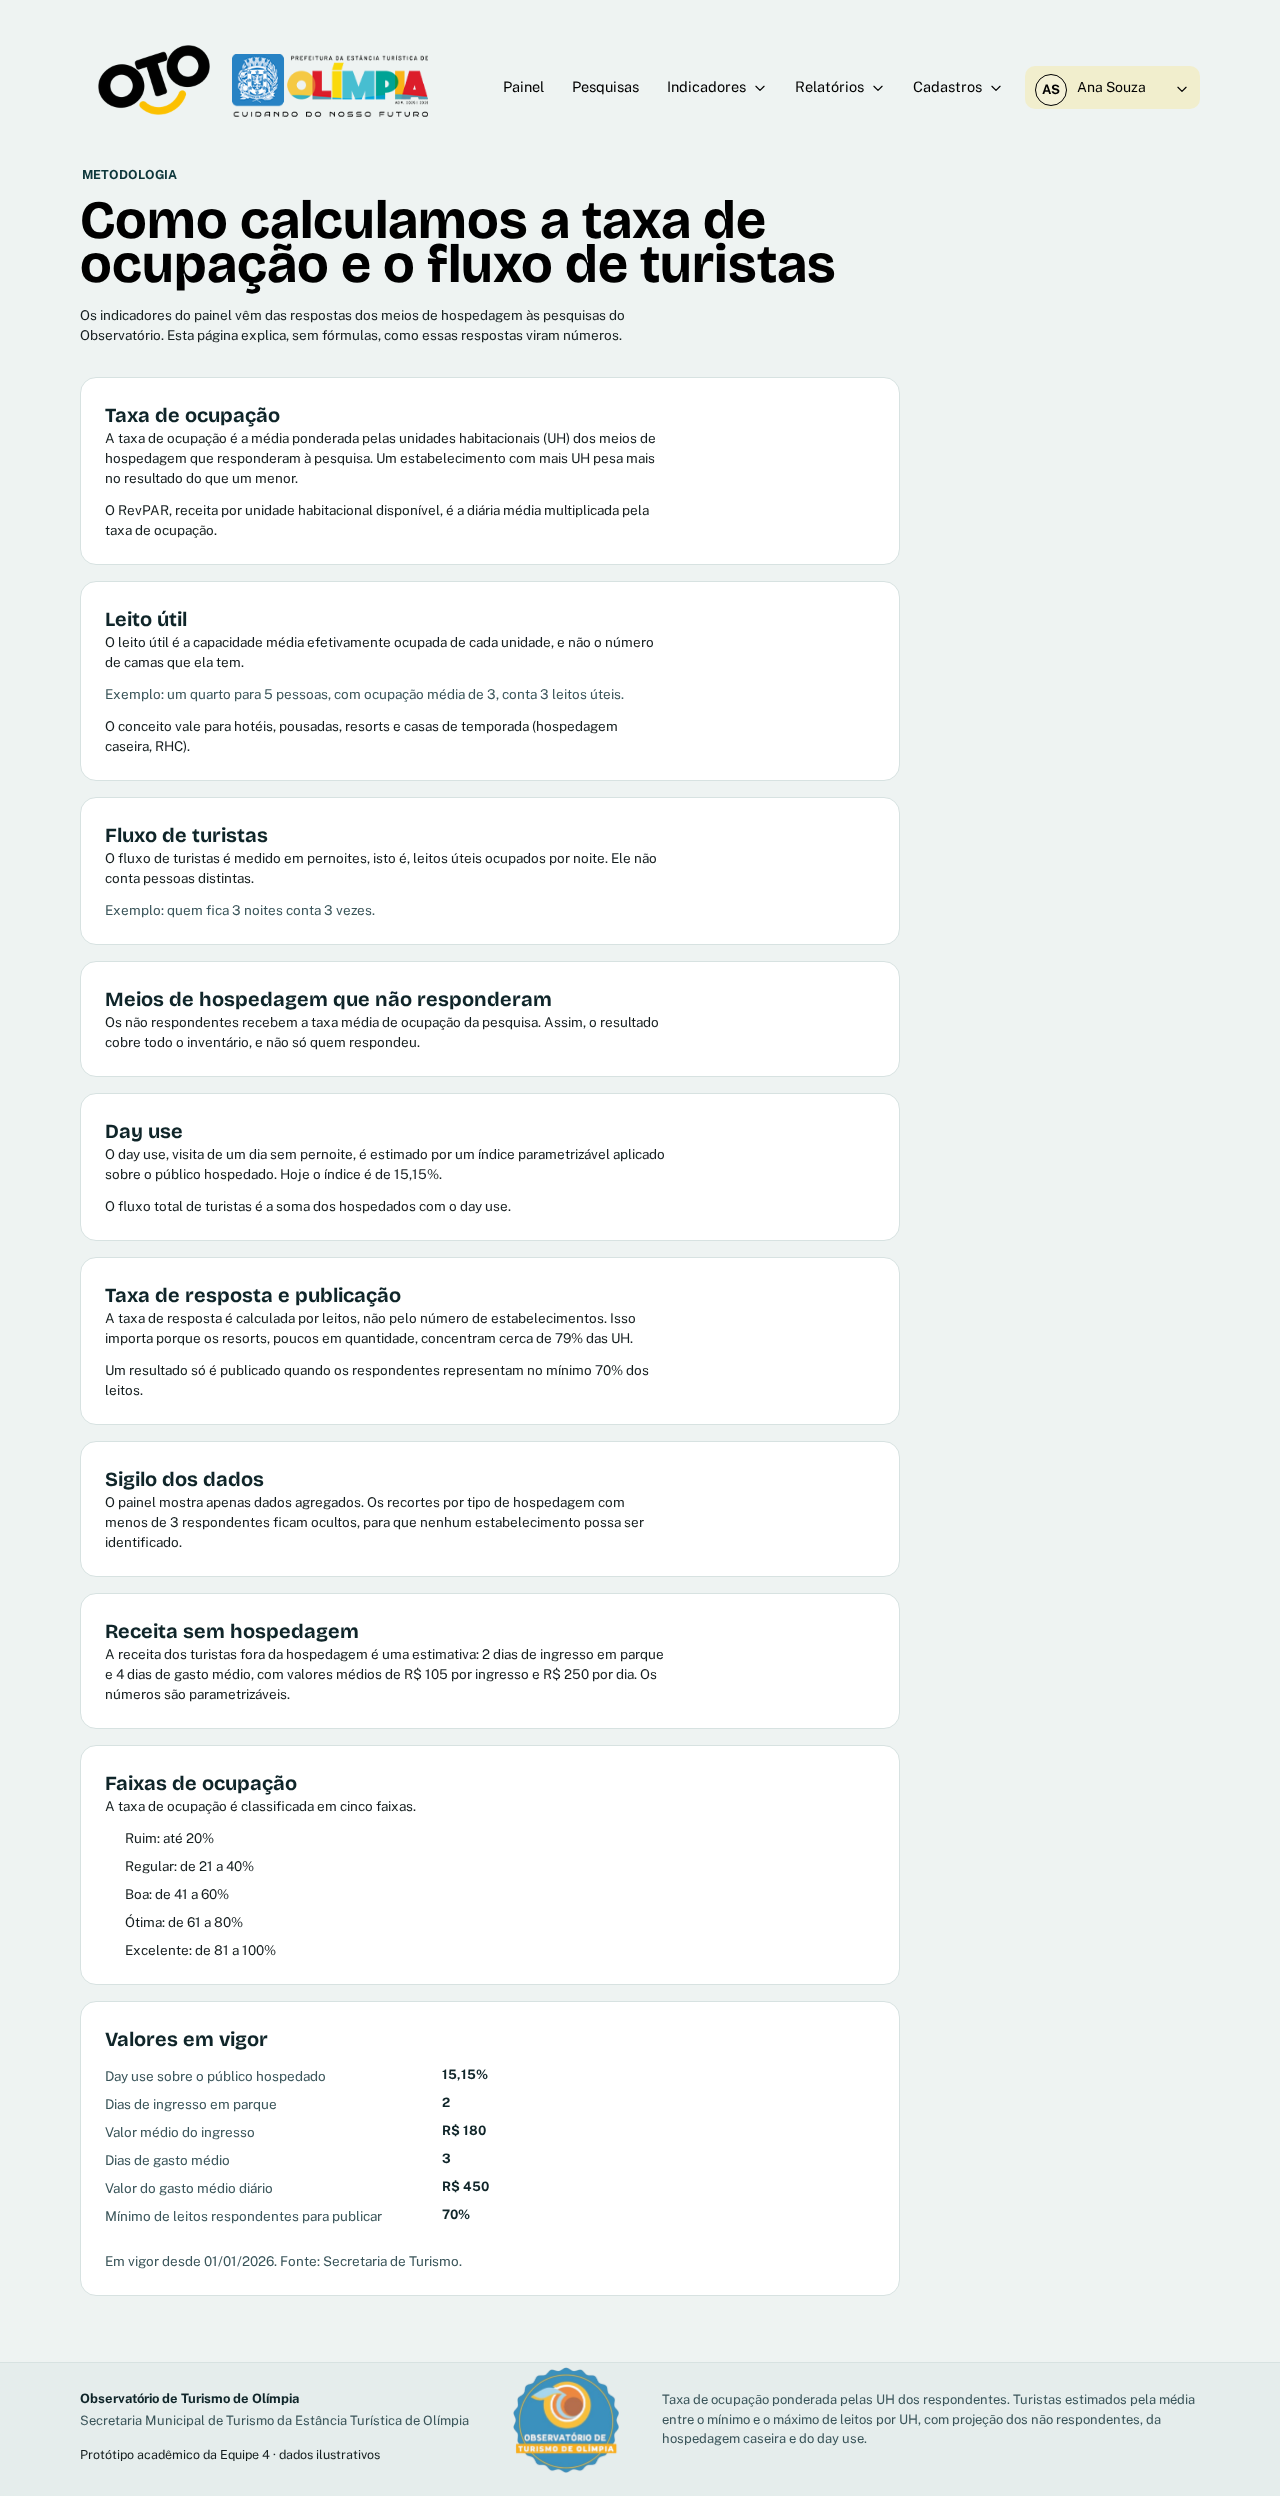 OTO
PREFEITURA DA ESTÂNCIA TURÍSTICA DE
OLÍMPIA
CUIDANDO DO NOSSO FUTURO
Painel
Pesquisas
Indicadores
Relatórios
Cadastros
AS
Ana Souza
METODOLOGIA
Como calculamos a taxa de
ocupação e o fluxo de turistas
Os indicadores do painel vêm das respostas dos meios de hospedagem às pesquisas do
Observatório. Esta página explica, sem fórmulas, como essas respostas viram números.
Taxa de ocupação
A taxa de ocupação é a média ponderada pelas unidades habitacionais (UH) dos meios de
hospedagem que responderam à pesquisa. Um estabelecimento com mais UH pesa mais
no resultado do que um menor.
O RevPAR, receita por unidade habitacional disponível, é a diária média multiplicada pela
taxa de ocupação.
Leito útil
O leito útil é a capacidade média efetivamente ocupada de cada unidade, e não o número
de camas que ela tem.
Exemplo: um quarto para 5 pessoas, com ocupação média de 3, conta 3 leitos úteis.
O conceito vale para hotéis, pousadas, resorts e casas de temporada (hospedagem
caseira, RHC).
Fluxo de turistas
O fluxo de turistas é medido em pernoites, isto é, leitos úteis ocupados por noite. Ele não
conta pessoas distintas.
Exemplo: quem fica 3 noites conta 3 vezes.
Meios de hospedagem que não responderam
Os não respondentes recebem a taxa média de ocupação da pesquisa. Assim, o resultado
cobre todo o inventário, e não só quem respondeu.
Day use
O day use, visita de um dia sem pernoite, é estimado por um índice parametrizável aplicado
sobre o público hospedado. Hoje o índice é de 15,15%.
O fluxo total de turistas é a soma dos hospedados com o day use.
Taxa de resposta e publicação
A taxa de resposta é calculada por leitos, não pelo número de estabelecimentos. Isso
importa porque os resorts, poucos em quantidade, concentram cerca de 79% das UH.
Um resultado só é publicado quando os respondentes representam no mínimo 70% dos
leitos.
Sigilo dos dados
O painel mostra apenas dados agregados. Os recortes por tipo de hospedagem com
menos de 3 respondentes ficam ocultos, para que nenhum estabelecimento possa ser
identificado.
Receita sem hospedagem
A receita dos turistas fora da hospedagem é uma estimativa: 2 dias de ingresso em parque
e 4 dias de gasto médio, com valores médios de R$ 105 por ingresso e R$ 250 por dia. Os
números são parametrizáveis.
Faixas de ocupação
A taxa de ocupação é classificada em cinco faixas.
Ruim: até 20%
Regular: de 21 a 40%
Boa: de 41 a 60%
Ótima: de 61 a 80%
Excelente: de 81 a 100%
Valores em vigor
Day use sobre o público hospedado 15,15%
Dias de ingresso em parque 2
Valor médio do ingresso R$ 180
Dias de gasto médio 3
Valor do gasto médio diário R$ 450
Mínimo de leitos respondentes para publicar 70%
Em vigor desde 01/01/2026. Fonte: Secretaria de Turismo.
Observatório de Turismo de Olímpia
Secretaria Municipal de Turismo da Estância Turística de Olímpia
Protótipo acadêmico da Equipe 4 · dados ilustrativos
OBSERVATÓRIO DE
TURISMO DE OLÍMPIA
Taxa de ocupação ponderada pelas UH dos respondentes. Turistas estimados pela média
entre o mínimo e o máximo de leitos por UH, com projeção dos não respondentes, da
hospedagem caseira e do day use.